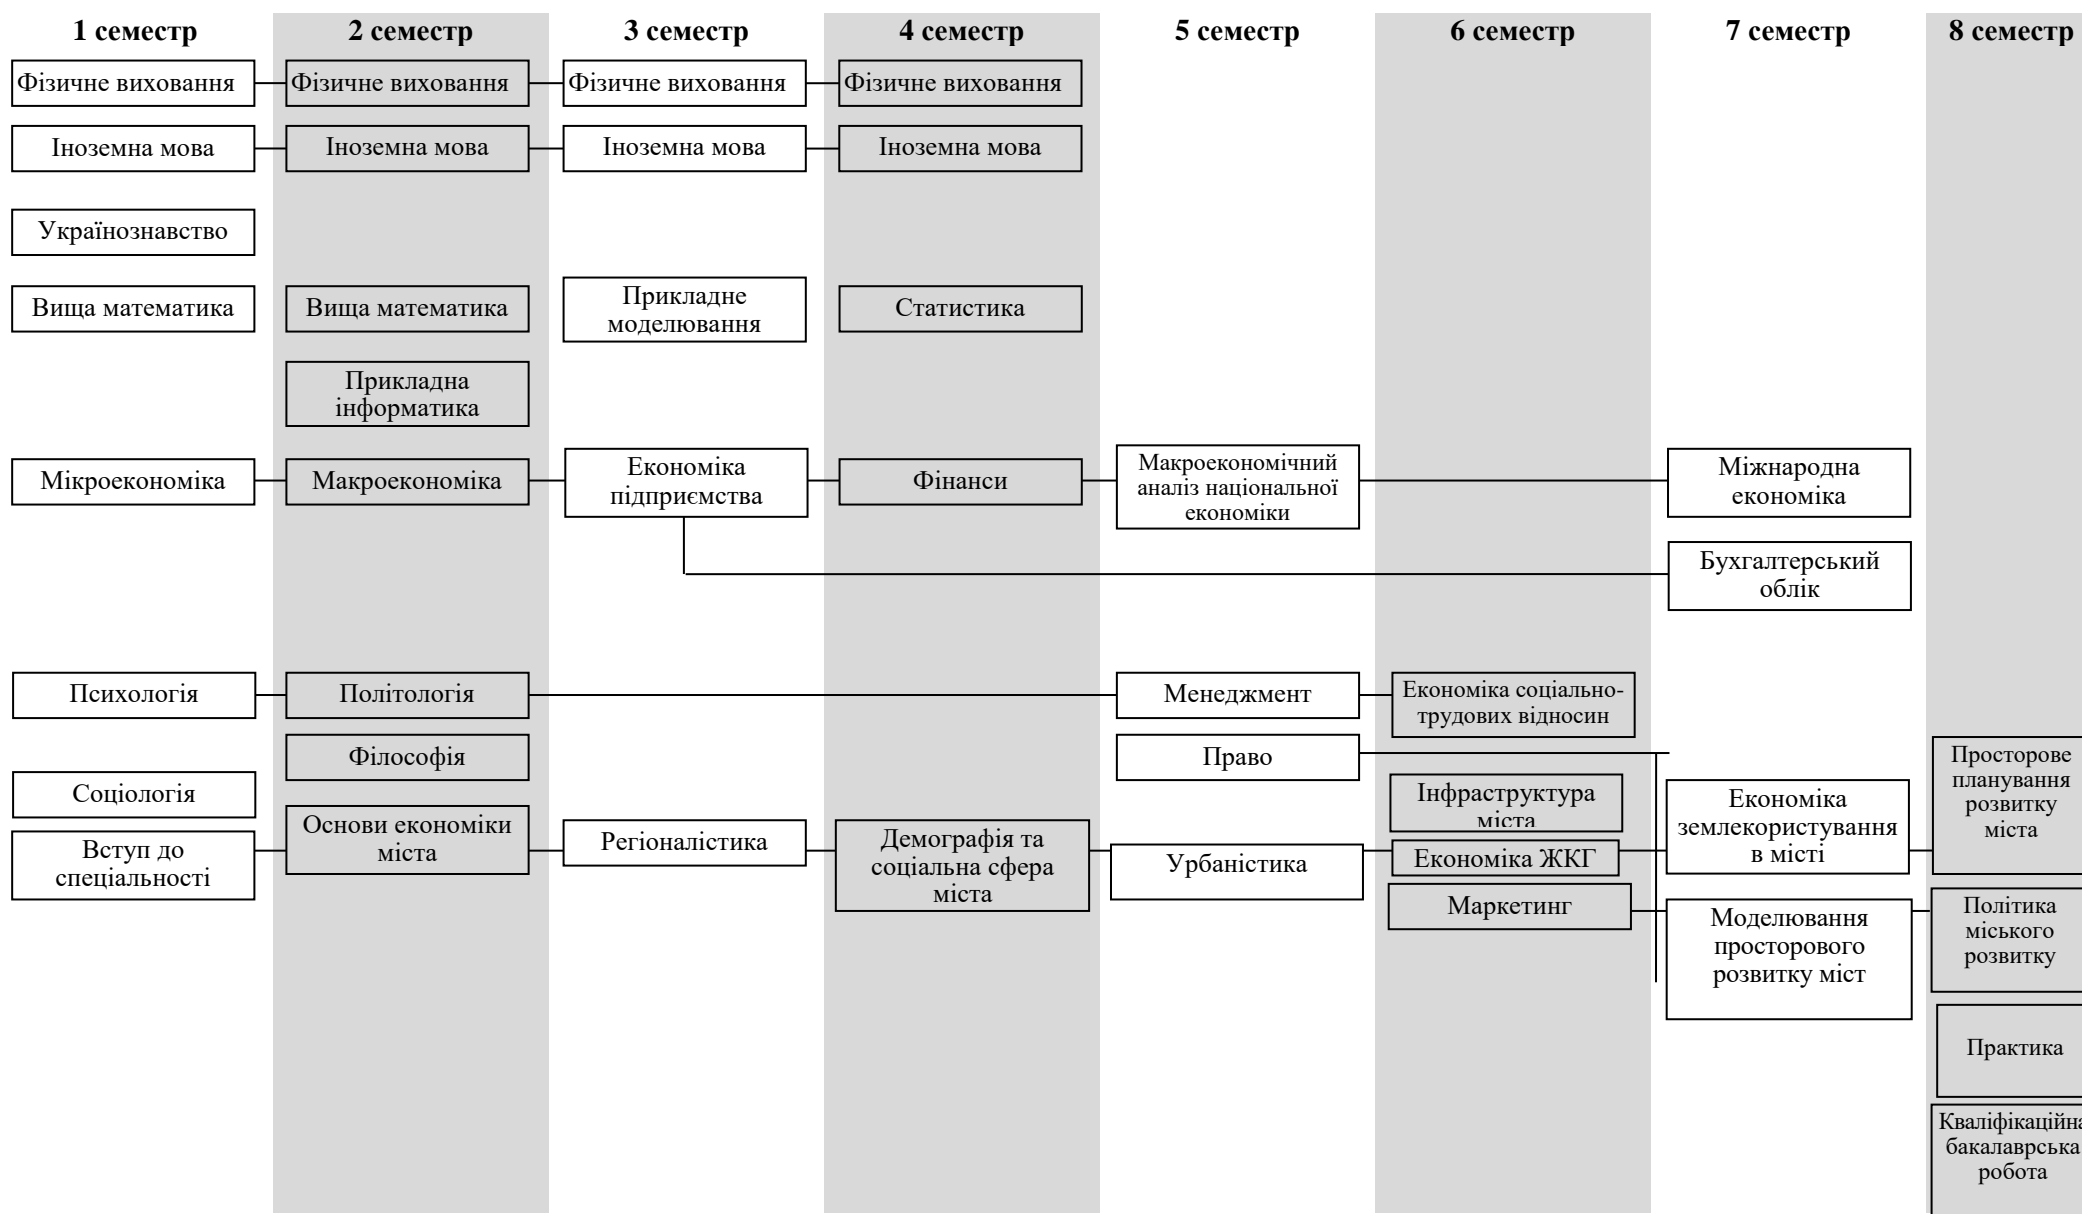 1 семестр
2 семестр
3 семестр
4 семестр
5 семестр
6 семестр
7 семестр
8 семестр
Фізичне виховання
Фізичне виховання
Фізичне виховання
Фізичне виховання
Іноземна мова
Іноземна мова
Іноземна мова
Іноземна мова
Українознавство
Вища математика
Вища математика
Прикладне
моделювання
Статистика
Прикладна
інформатика
Мікроекономіка
Макроекономіка
Економіка
підприємства
Фінанси
Макроекономічний
аналіз національної
економіки
Міжнародна
економіка
Бухгалтерський
облік
Психологія
Політологія
Менеджмент
Економіка соціально-
трудових відносин
Філософія
Право
Соціологія
Інфраструктура
міста
Просторове
планування
розвитку
міста
Вступ до
спеціальності
Основи економіки
міста
Регіоналістика
Демографія та
соціальна сфера
міста
Урбаністика
Економіка ЖКГ
Економіка
землекористування
в місті
Маркетинг
Моделювання
просторового
розвитку міст
Політика
міського
розвитку
Практика
Кваліфікаційна
бакалаврська
робота